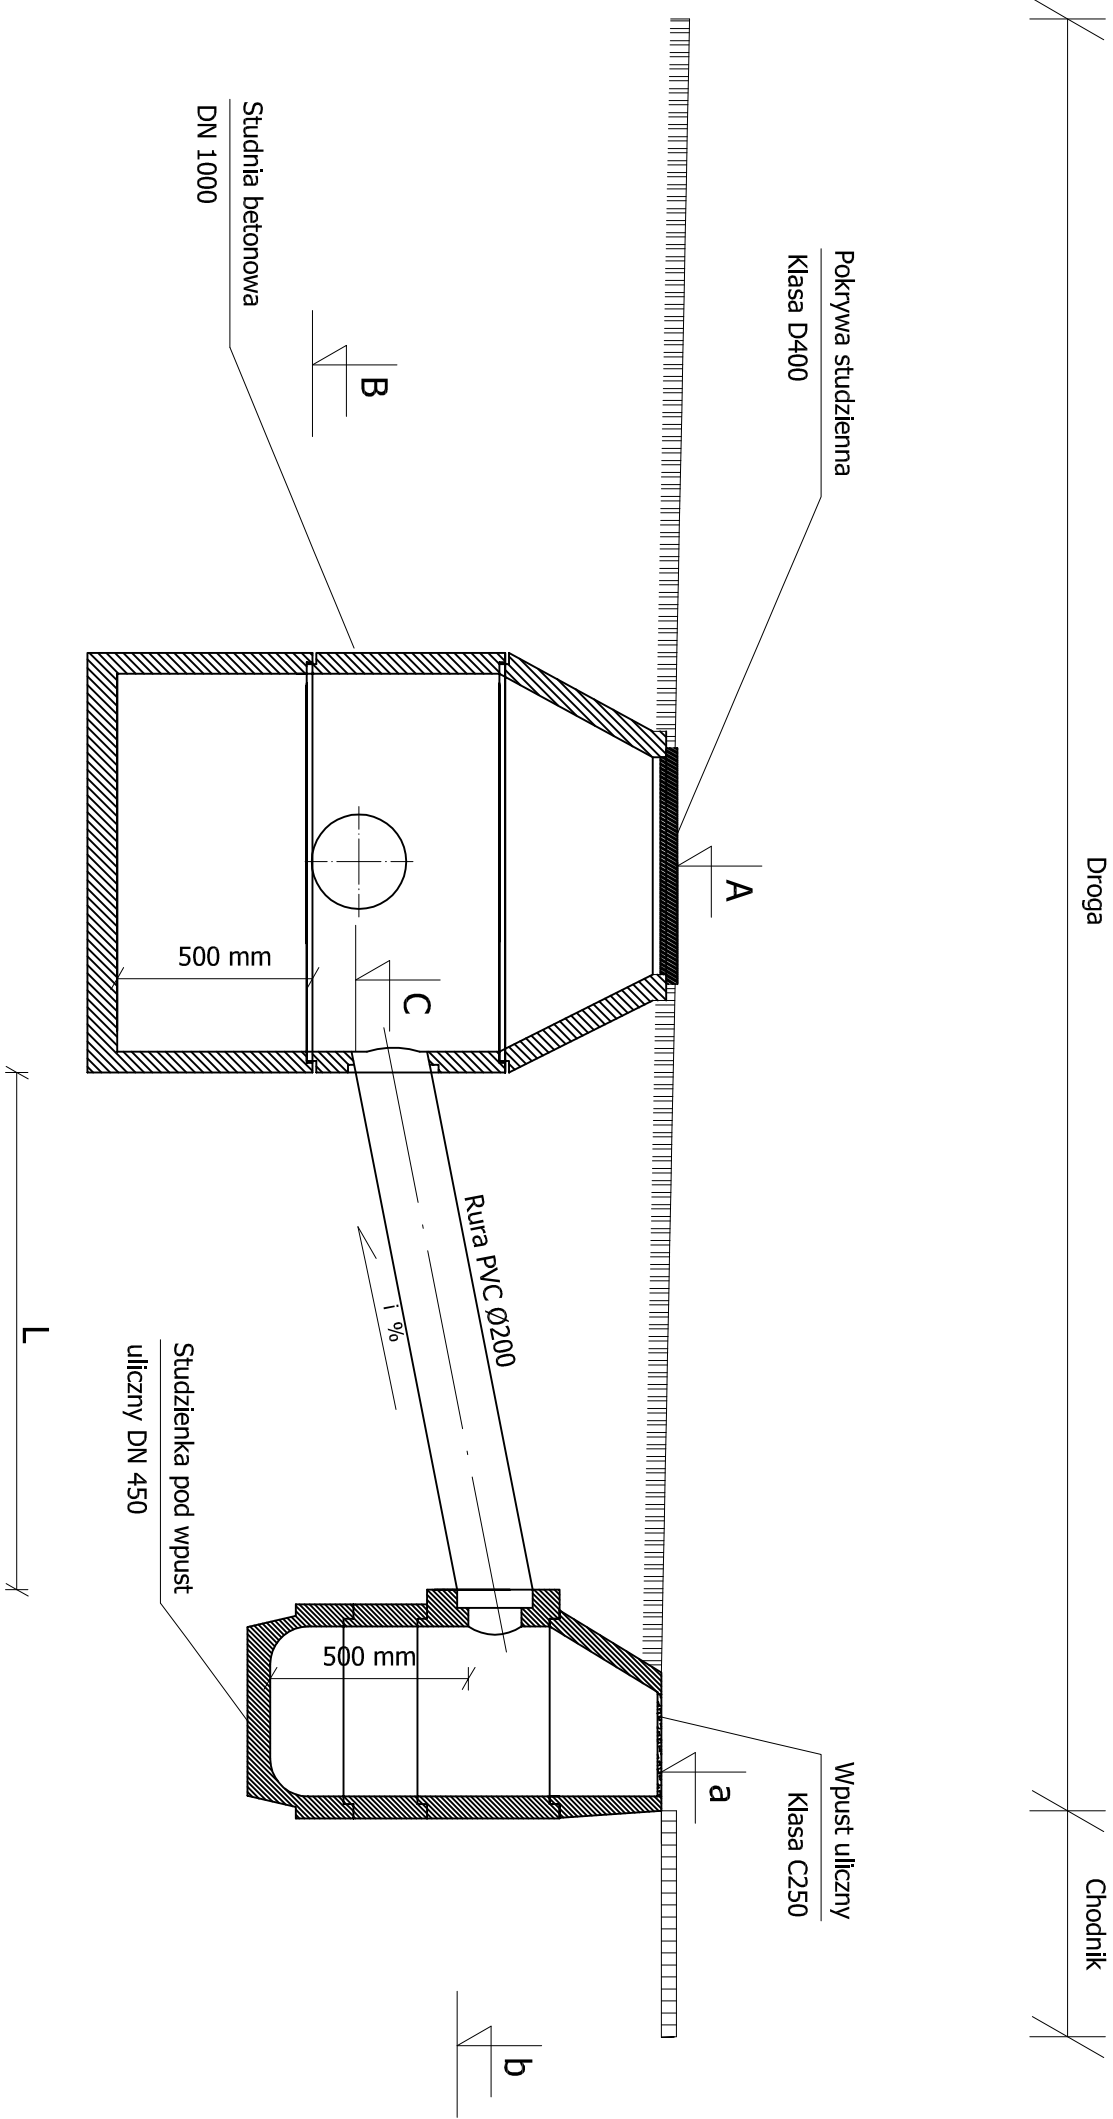 Droga
Chodnik
Pokrywa studzienna
Klasa D400
Wpust uliczny
Klasa C250
A
a
Studnia betonowa
DN 1000
B
C
b
500 mm
500 mm
Rura PVC Ø200
i %
Studzienka pod wpust
uliczny DN 450
L